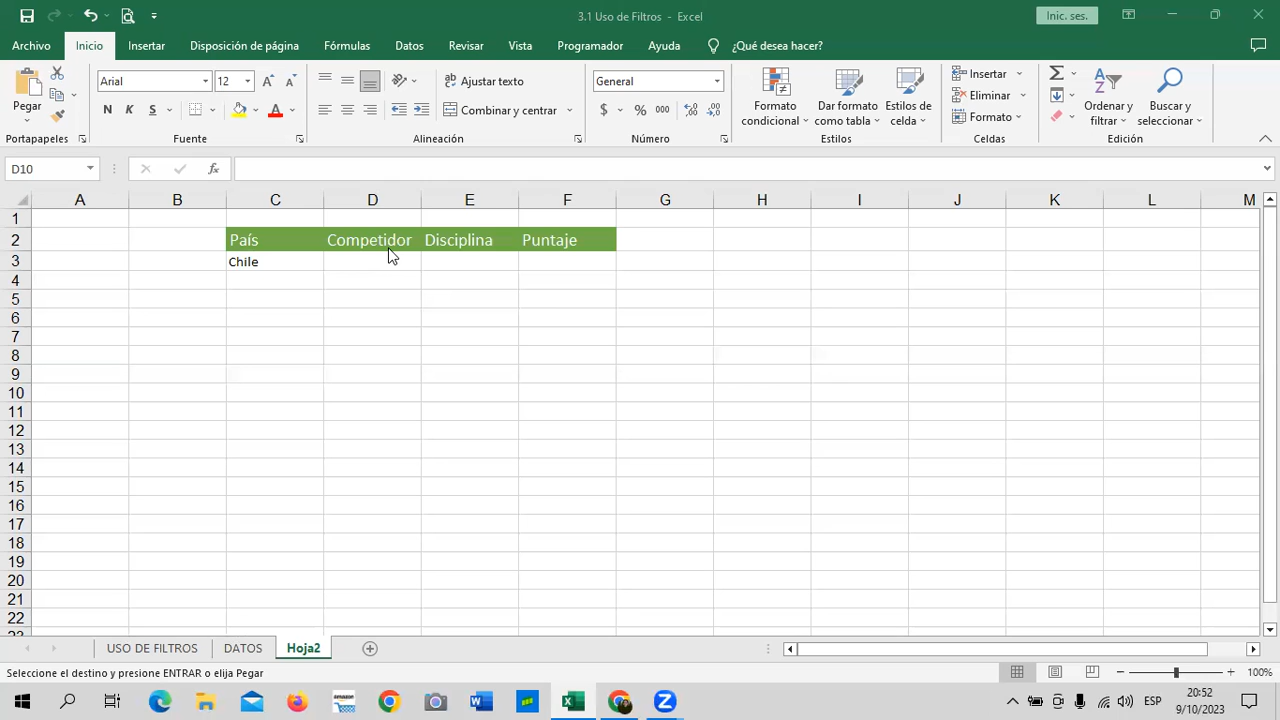 3.1 Uso de Filtros - Excel
Inic. ses.
Archivo Inicio Insertar Disposición de página Fórmulas Datos Revisar Vista Programador Ayuda ¿Qué desea hacer?
Pegar
Portapapeles
Arial 12
N K S
Fuente
Ajustar texto
Combinar y centrar
Alineación
General
$ % 000
Número
Formato condicional
Dar formato como tabla
Estilos de celda
Estilos
Insertar
Eliminar
Formato
Celdas
Ordenar y filtrar
Buscar y seleccionar
Edición
D10
fx
A B C D E F G H I J K L M
1
2 País Competidor Disciplina Puntaje
3 Chile
4
5
6
7
8
9
10
11
12
13
14
15
16
17
18
19
20
21
22
23
USO DE FILTROS DATOS Hoja2
Seleccione el destino y presione ENTRAR o elija Pegar
100%
amazon
ESP
20:52
9/10/2023